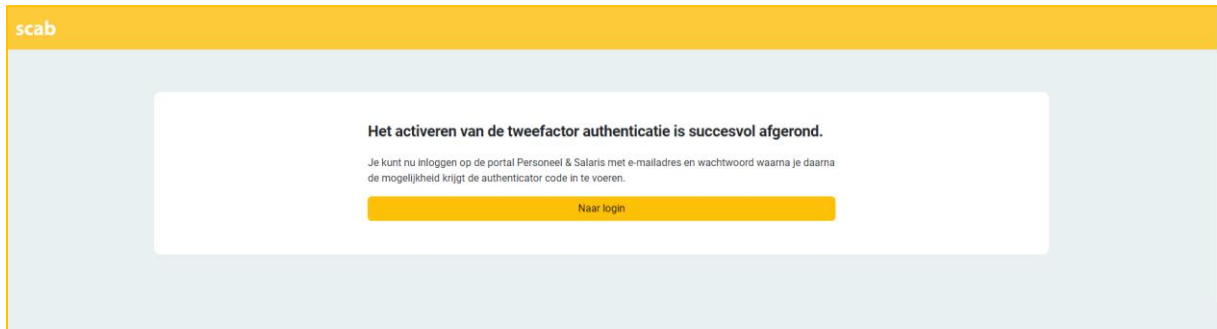 scab
Het activeren van de tweefactor authenticatie is succesvol afgerond.
Je kunt nu inloggen op de portal Personeel & Salaris met e-mailadres en wachtwoord waarna je daarna
de mogelijkheid krijgt de authenticator code in te voeren.
Naar login